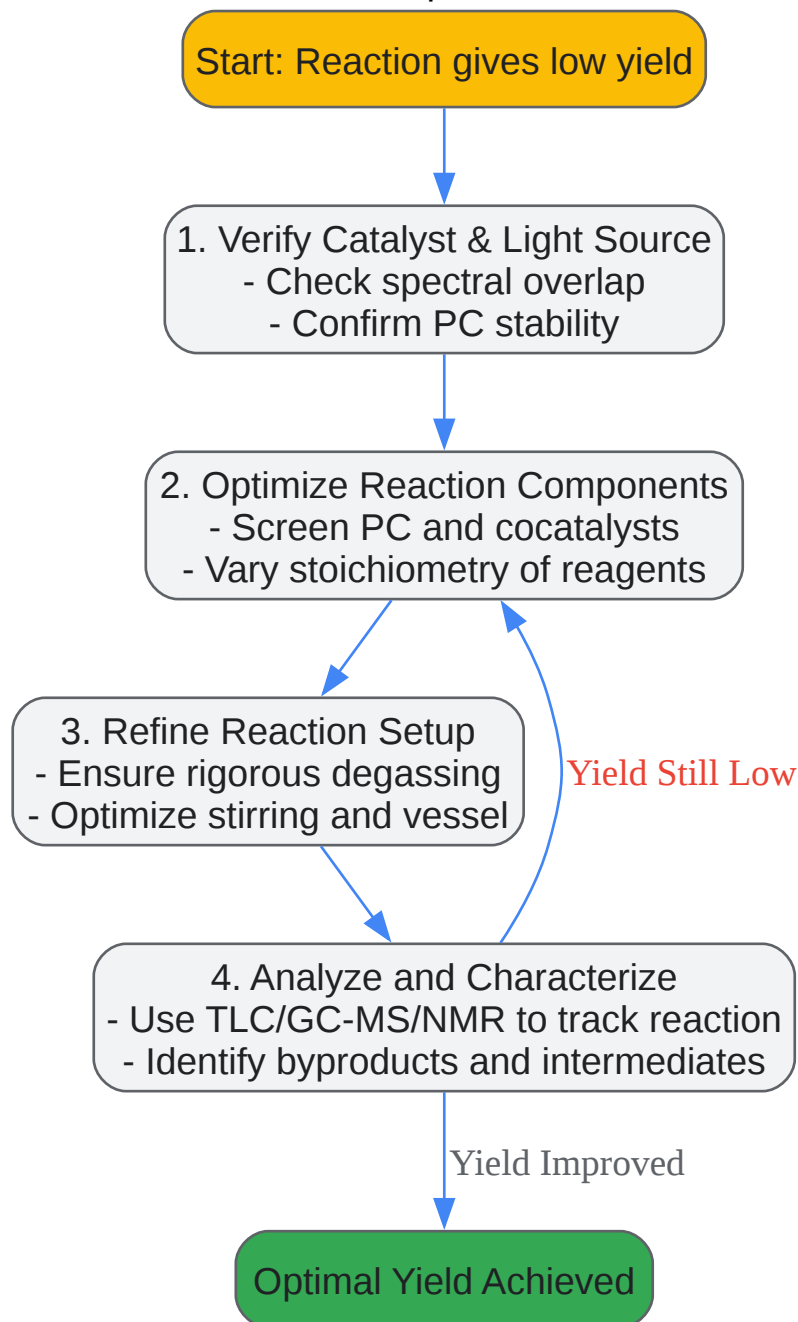 Start: Reaction gives low yield
1. Verify Catalyst & Light Source
- Check spectral overlap
- Confirm PC stability
2. Optimize Reaction Components
- Screen PC and cocatalysts
- Vary stoichiometry of reagents
3. Refine Reaction Setup
- Ensure rigorous degassing
- Optimize stirring and vessel
Yield Still Low
4. Analyze and Characterize
- Use TLC/GC-MS/NMR to track reaction
- Identify byproducts and intermediates
Yield Improved
Optimal Yield Achieved